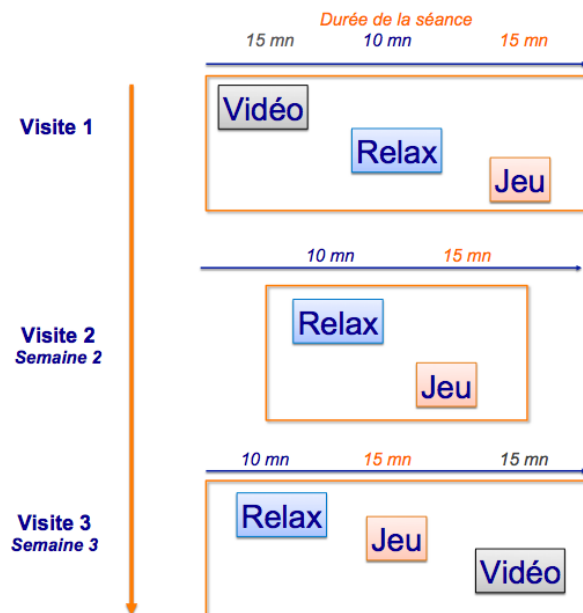 Durée de la séance
15 mn 10 mn 15 mn
Visite 1
Vidéo
Relax
Jeu
10 mn 15 mn
Visite 2
Semaine 2
Relax
Jeu
10 mn 15 mn 15 mn
Visite 3
Semaine 3
Relax
Jeu
Vidéo